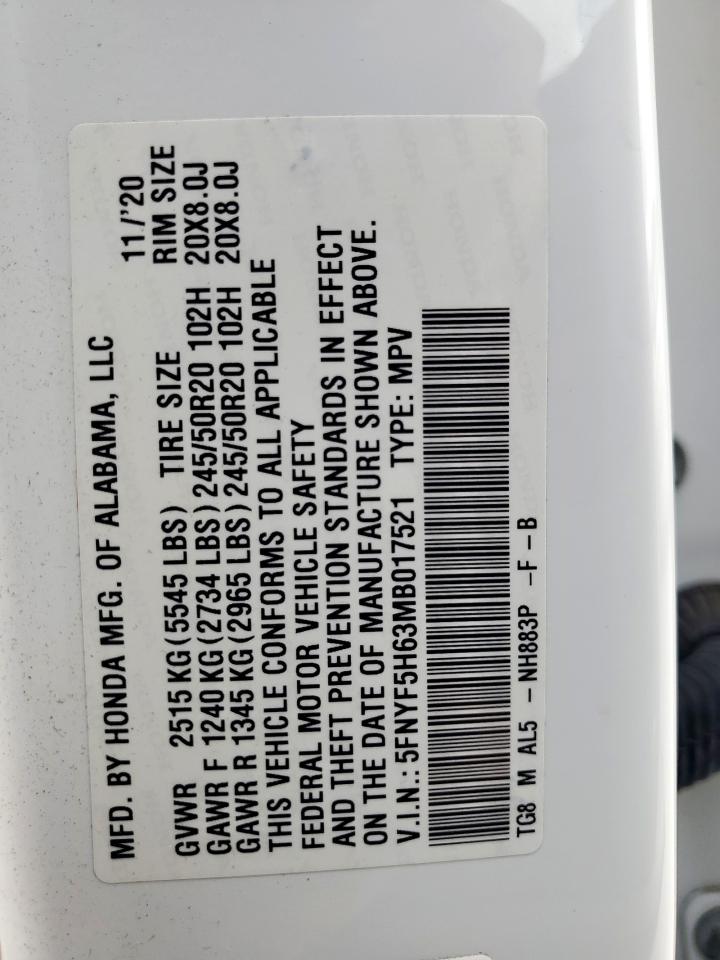 MFD. BY HONDA MFG. OF ALABAMA, LLC 11/'20
GVWR 2515 KG (5545 LBS) TIRE SIZE RIM SIZE
GAWR F 1240 KG (2734 LBS) 245/50R20 102H 20X8.0J
GAWR R 1345 KG (2965 LBS) 245/50R20 102H 20X8.0J
THIS VEHICLE CONFORMS TO ALL APPLICABLE
FEDERAL MOTOR VEHICLE SAFETY
AND THEFT PREVENTION STANDARDS IN EFFECT
ON THE DATE OF MANUFACTURE SHOWN ABOVE.
V.I.N.: 5FNYF5H63MB017521 TYPE: MPV
TG8 M AL5 - NH883P -F -B